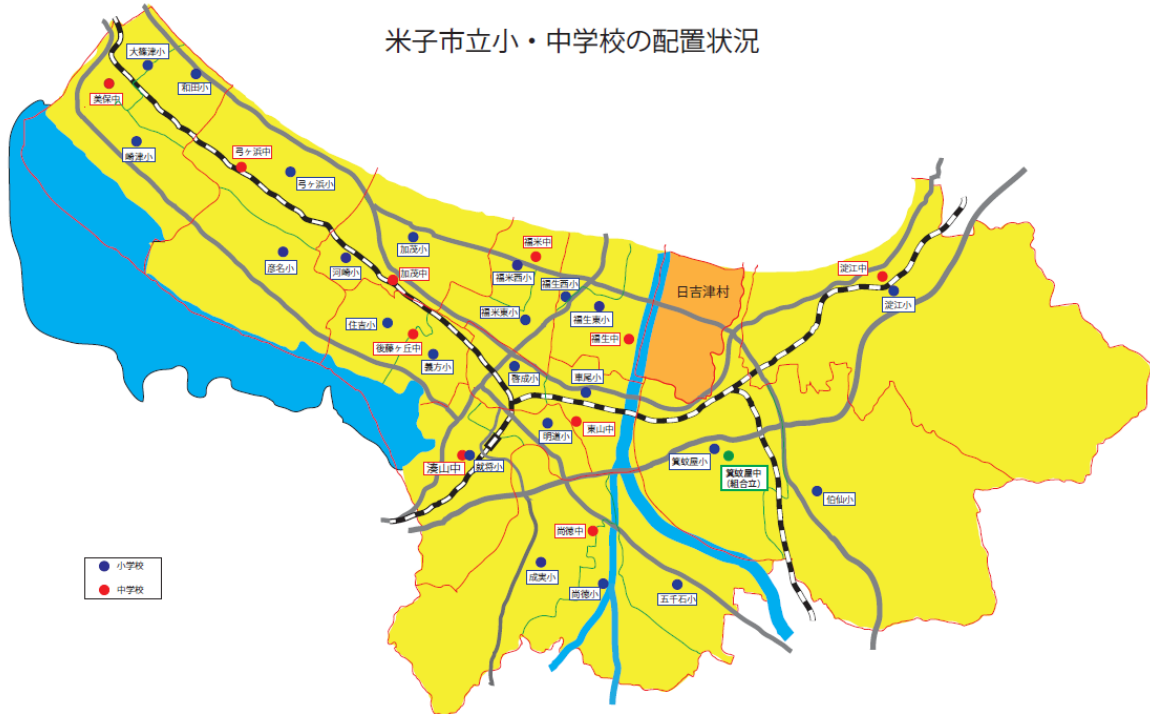 米子市立小・中学校の配置状況
大篠津小
和田小
美保中
崎津小
弓ヶ浜中
弓ヶ浜小
加茂小
福米中
彦名小
河崎小
加茂中
福米西小
福生西小
日吉津村
淀江中
淀江小
住吉小
福米東小
福生東小
後藤ヶ丘中
福生中
義方小
啓成小
車尾小
明道小
東山中
湊山中
就将小
箕蚊屋小
箕蚊屋中
(組合立)
伯仙小
尚徳中
成実小
尚徳小
五千石小
小学校
中学校